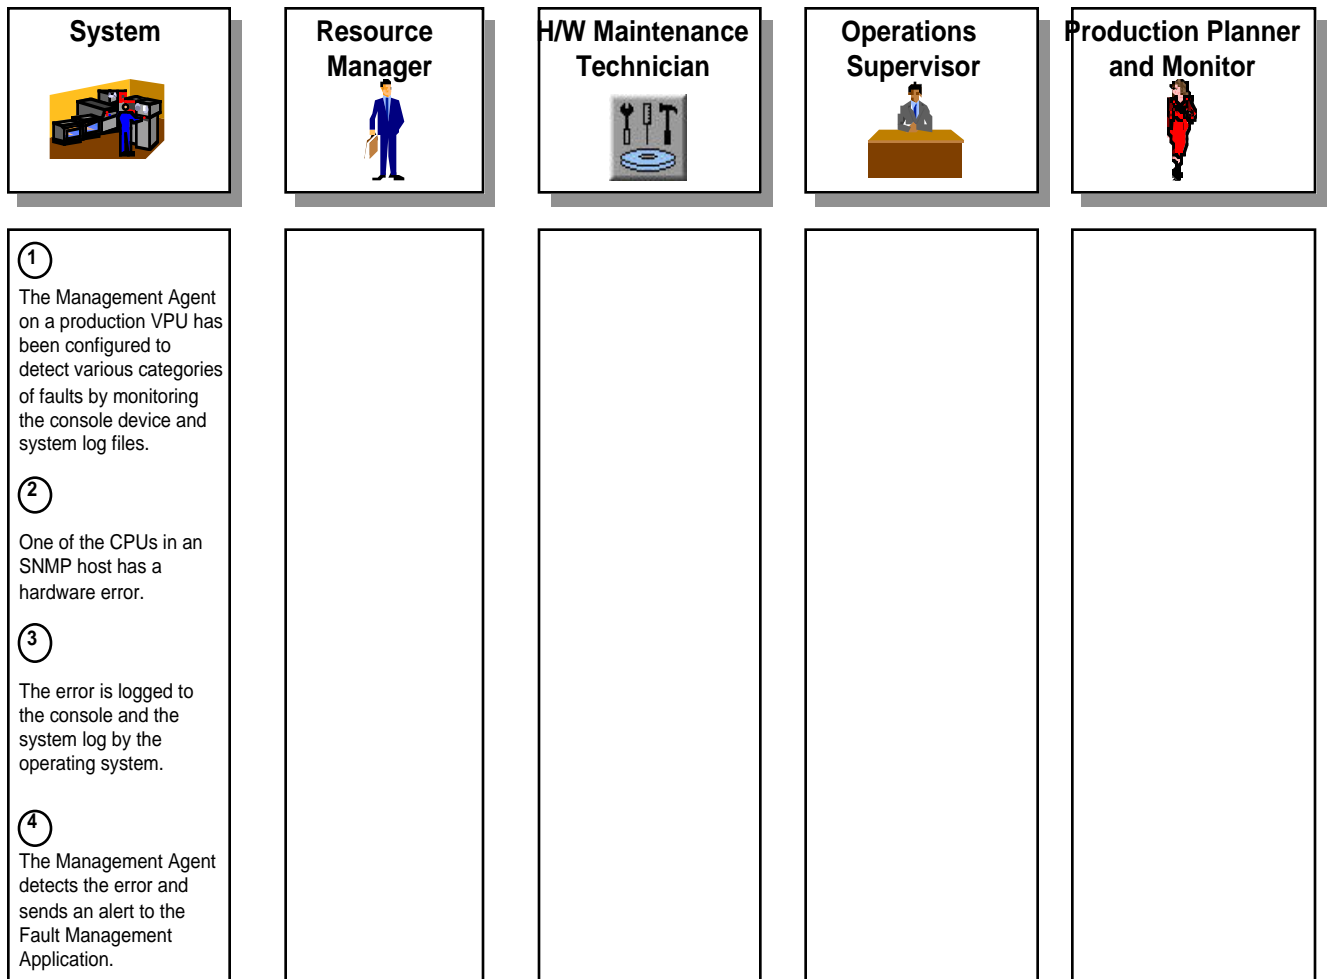 System
Resource
Manager
H/W Maintenance
Technician
Operations
Supervisor
Production Planner
and Monitor
1
The Management Agent
on a production VPU has
been configured to
detect various categories
of faults by monitoring
the console device and
system log files.
2
One of the CPUs in an
SNMP host has a
hardware error.
3
The error is logged to
the console and the
system log by the
operating system.
4
The Management Agent
detects the error and
sends an alert to the
Fault Management
Application.